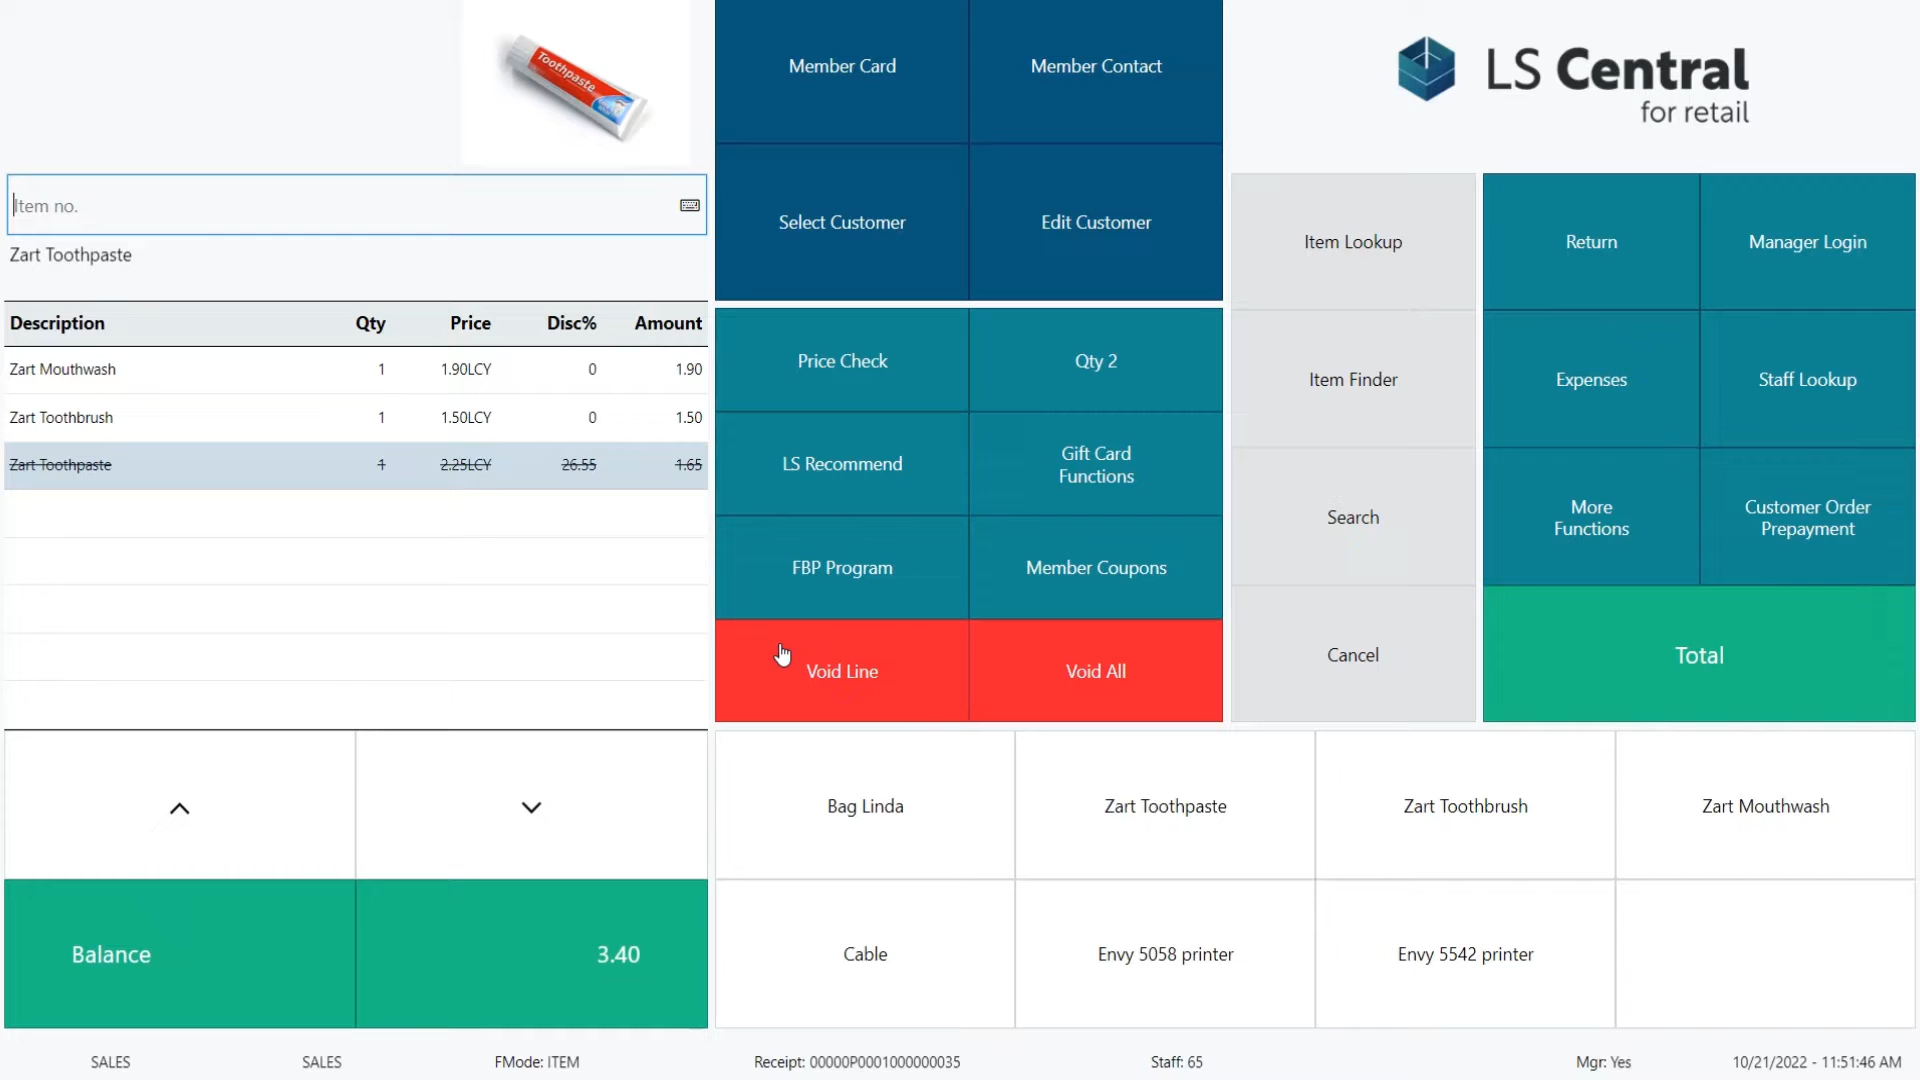 Toothpaste
Item no.
Zart Toothpaste
Description Qty Price Disc% Amount
Zart Mouthwash 1 1.90LCY 0 1.90
Zart Toothbrush 1 1.50LCY 0 1.50
Zart Toothpaste 1 2.25LCY 26.55 1.65
Balance 3.40
Member Card Member Contact
Select Customer Edit Customer
Price Check Qty 2
LS Recommend Gift Card
Functions
FBP Program Member Coupons
Void Line Void All
LS Central
for retail
Item Lookup
Item Finder
Search
Cancel
Return Manager Login
Expenses Staff Lookup
More
Functions
Customer Order
Prepayment
Total
Bag Linda Zart Toothpaste Zart Toothbrush Zart Mouthwash
Cable Envy 5058 printer Envy 5542 printer
SALES SALES FMode: ITEM Receipt: 00000P0001000000035 Staff: 65 Mgr: Yes 10/21/2022 - 11:51:46 AM